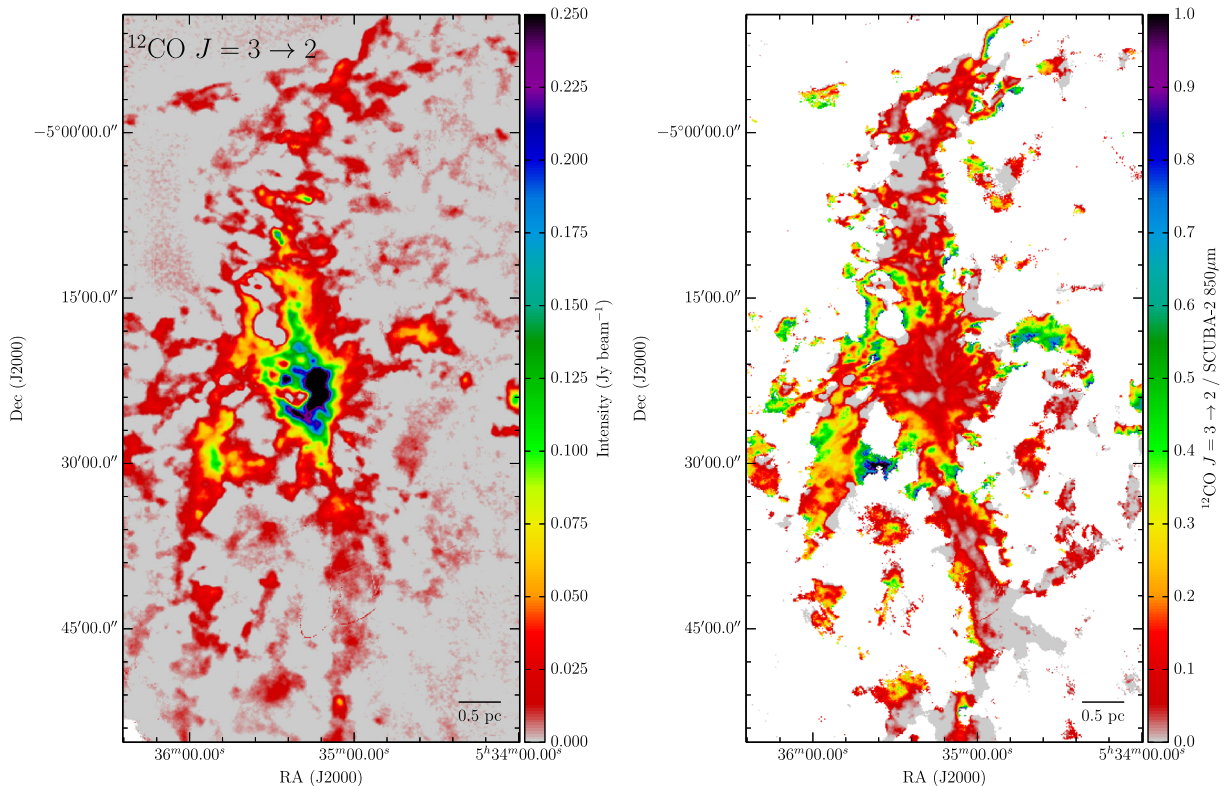 ¹²CO J = 3 → 2
Dec (J2000)
−5°00′00.0″
15′00.0″
30′00.0″
45′00.0″
36ᵐ00.00ˢ
35ᵐ00.00ˢ
5ʰ34ᵐ00.00ˢ
RA (J2000)
0.5 pc
0.250
0.225
0.200
0.175
0.150
0.125
0.100
0.075
0.050
0.025
0.000
Intensity (Jy beam⁻¹)
Dec (J2000)
−5°00′00.0″
15′00.0″
30′00.0″
45′00.0″
36ᵐ00.00ˢ
35ᵐ00.00ˢ
5ʰ34ᵐ00.00ˢ
RA (J2000)
0.5 pc
1.0
0.9
0.8
0.7
0.6
0.5
0.4
0.3
0.2
0.1
0.0
¹²CO J = 3 → 2 / SCUBA-2 850μm